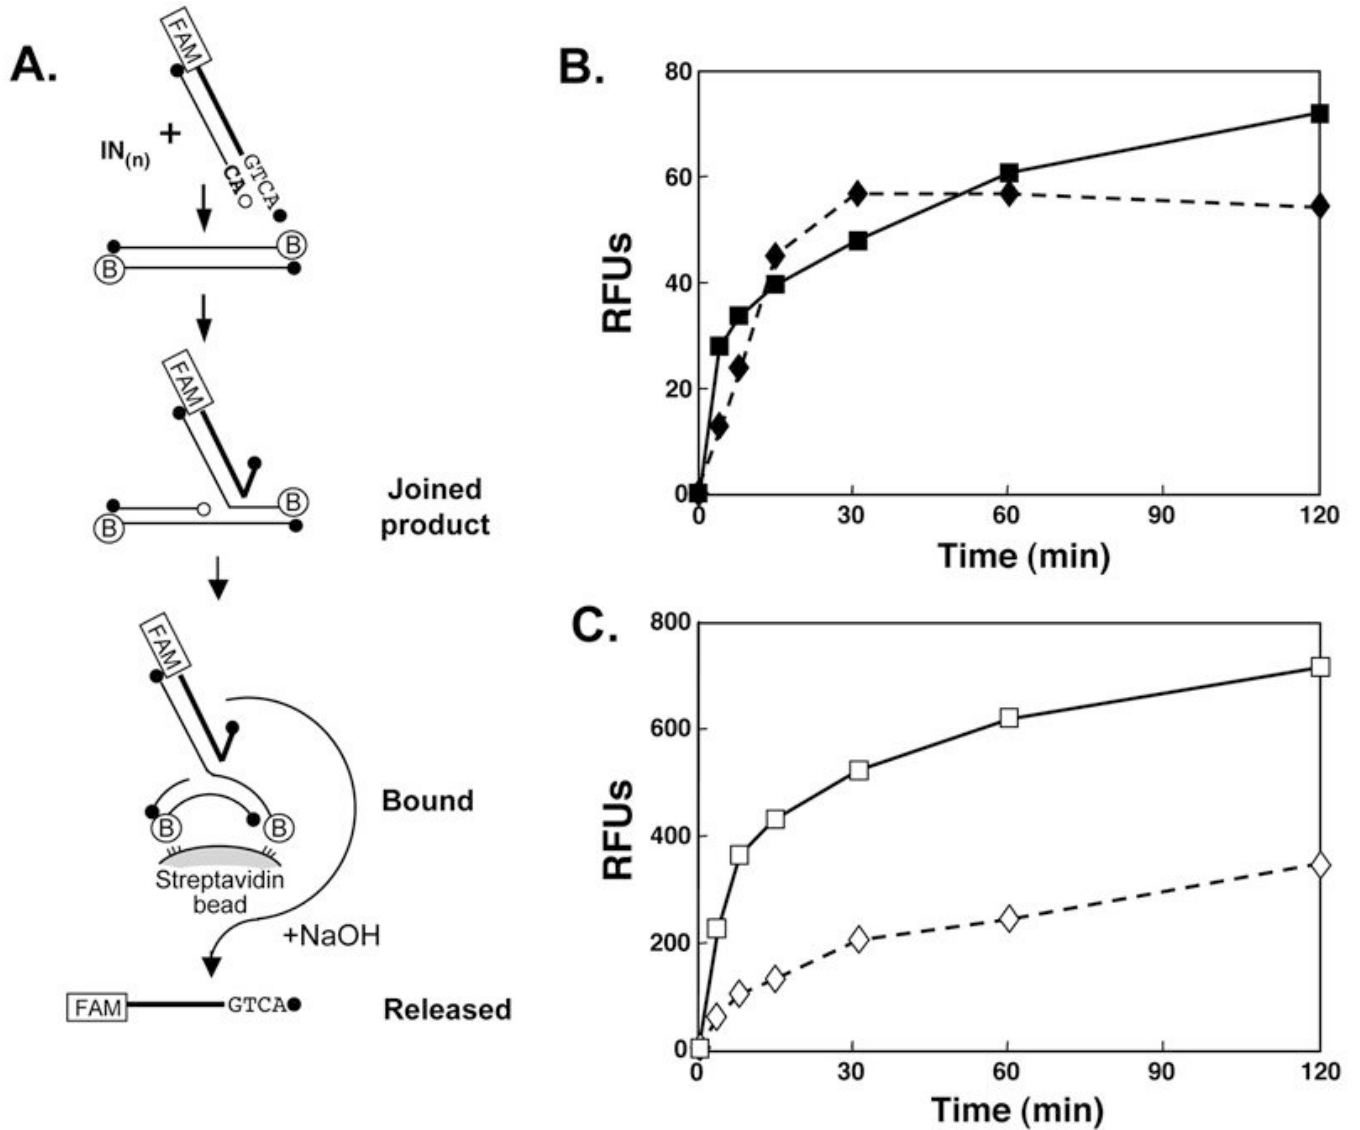 A.
FAM
IN(n)
+
GTCA
CA
B
B
FAM
B
B
Joined
product
FAM
B
B
Bound
Streptavidin
bead
+NaOH
FAM
GTCA
Released
B.
80
60
40
20
0
RFUs
0 30 60 90 120
Time (min)
C.
800
600
400
200
0
RFUs
0 30 60 90 120
Time (min)